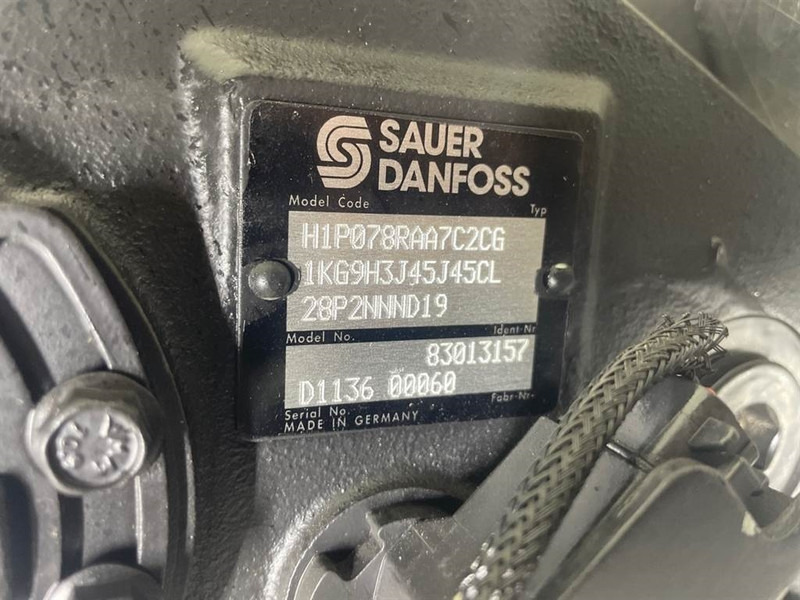 SAUER
DANFOSS
Model Code Typ
H1P078RAA7C2CG
1KG9H3J45J45CL
28P2NNND19
Model No. Ident-Nr
83013157
D1136 00060
Serial No. Fabr-Nr.
MADE IN GERMANY